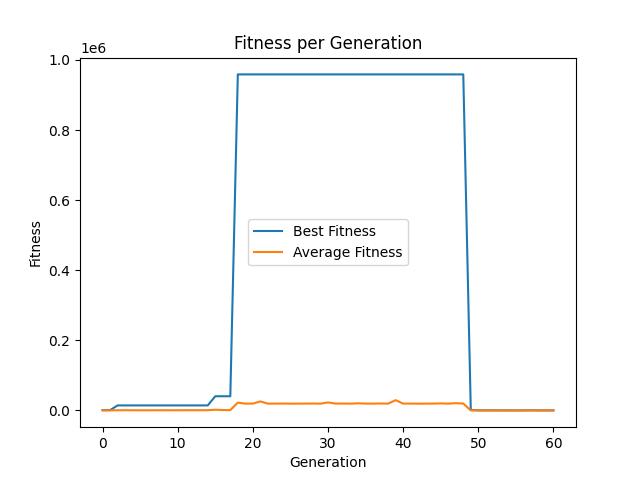 Fitness per Generation
1e6
1.0
0.8
0.6
0.4
0.2
0.0
Fitness
Best Fitness
Average Fitness
0 10 20 30 40 50 60
Generation